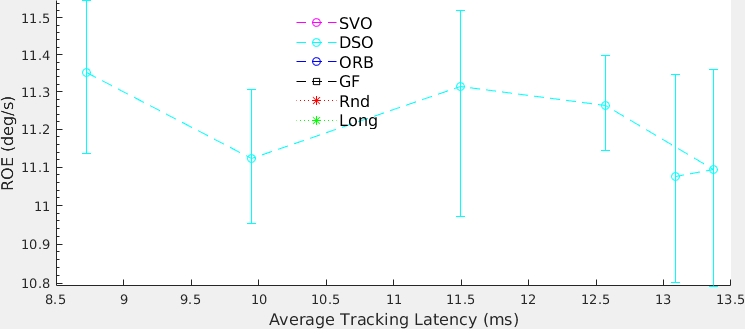 11.5
11.4
11.3
11.2
11.1
11
10.9
10.8
ROE (deg/s)
SVO
DSO
ORB
GF
Rnd
Long
8.5 9 9.5 10 10.5 11 11.5 12 12.5 13 13.5
Average Tracking Latency (ms)